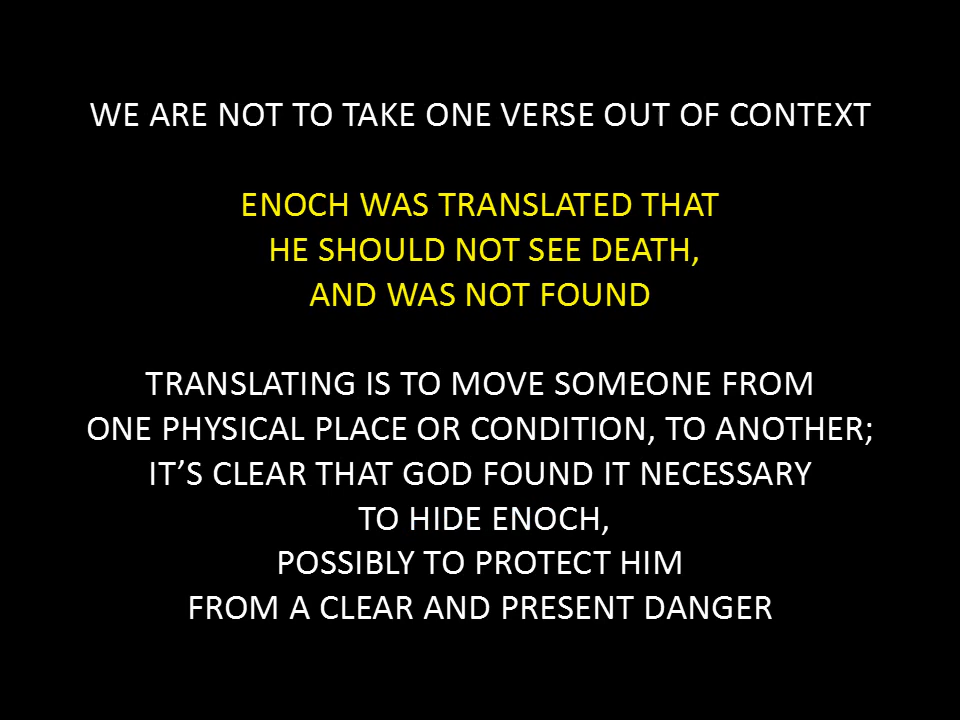 WE ARE NOT TO TAKE ONE VERSE OUT OF CONTEXT
ENOCH WAS TRANSLATED THAT
HE SHOULD NOT SEE DEATH,
AND WAS NOT FOUND
TRANSLATING IS TO MOVE SOMEONE FROM
ONE PHYSICAL PLACE OR CONDITION, TO ANOTHER;
IT’S CLEAR THAT GOD FOUND IT NECESSARY
TO HIDE ENOCH,
POSSIBLY TO PROTECT HIM
FROM A CLEAR AND PRESENT DANGER